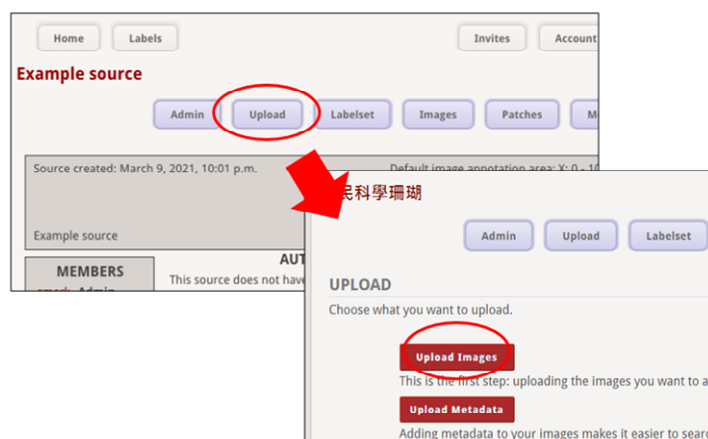 Home Labels Invites Account
Example source
Admin Upload Labelset Images Patches
Source created: March 9, 2021, 10:01 p.m. Default image annotation area: X: 0 - 10
Example source
MEMBERS
Admin
AUT
This source does not have
民科學珊瑚
Admin Upload Labelset
UPLOAD
Choose what you want to upload.
Upload Images
This is the first step: uploading the images you want to a
Upload Metadata
Adding metadata to your images makes it easier to sear